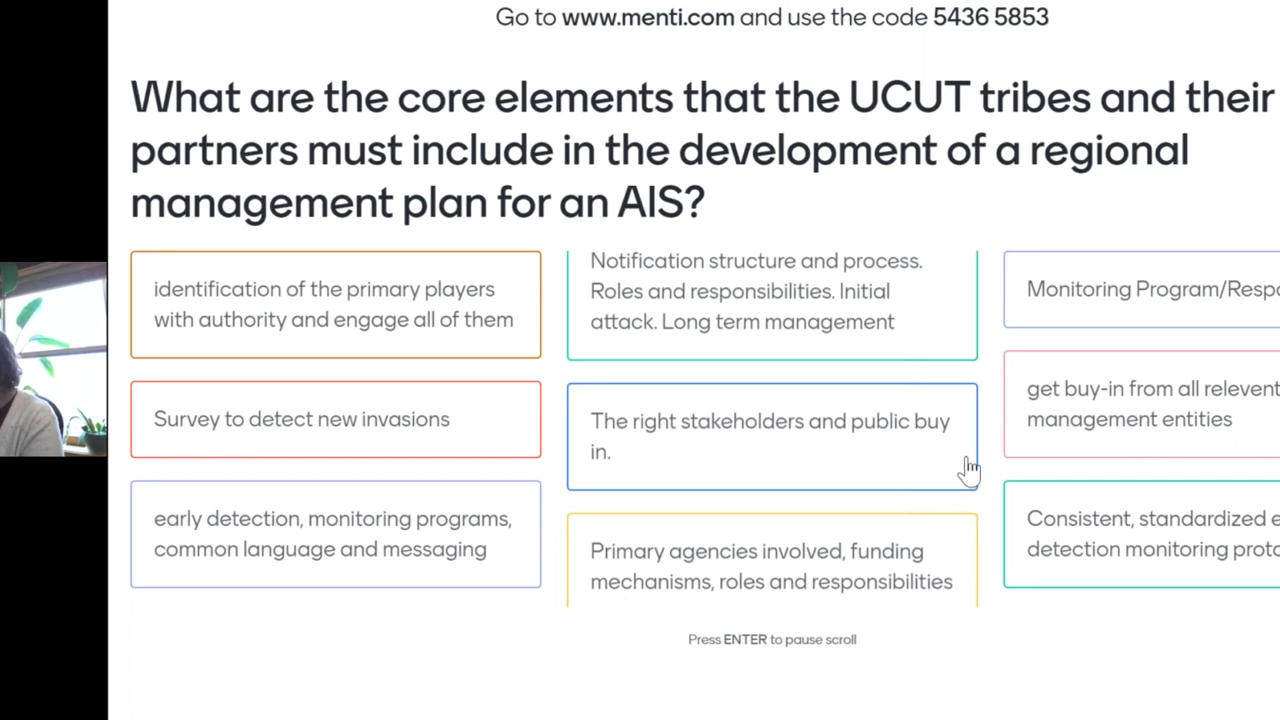 Go to www.menti.com and use the code 5436 5853
What are the core elements that the UCUT tribes and their
partners must include in the development of a regional
management plan for an AIS?
identification of the primary players
with authority and engage all of them
Survey to detect new invasions
early detection, monitoring programs,
common language and messaging
Notification structure and process.
Roles and responsibilities. Initial
attack. Long term management
The right stakeholders and public buy
in.
Primary agencies involved, funding
mechanisms, roles and responsibilities
Monitoring Program/Respo
get buy-in from all relevent
management entities
Consistent, standardized e
detection monitoring proto
Press ENTER to pause scroll